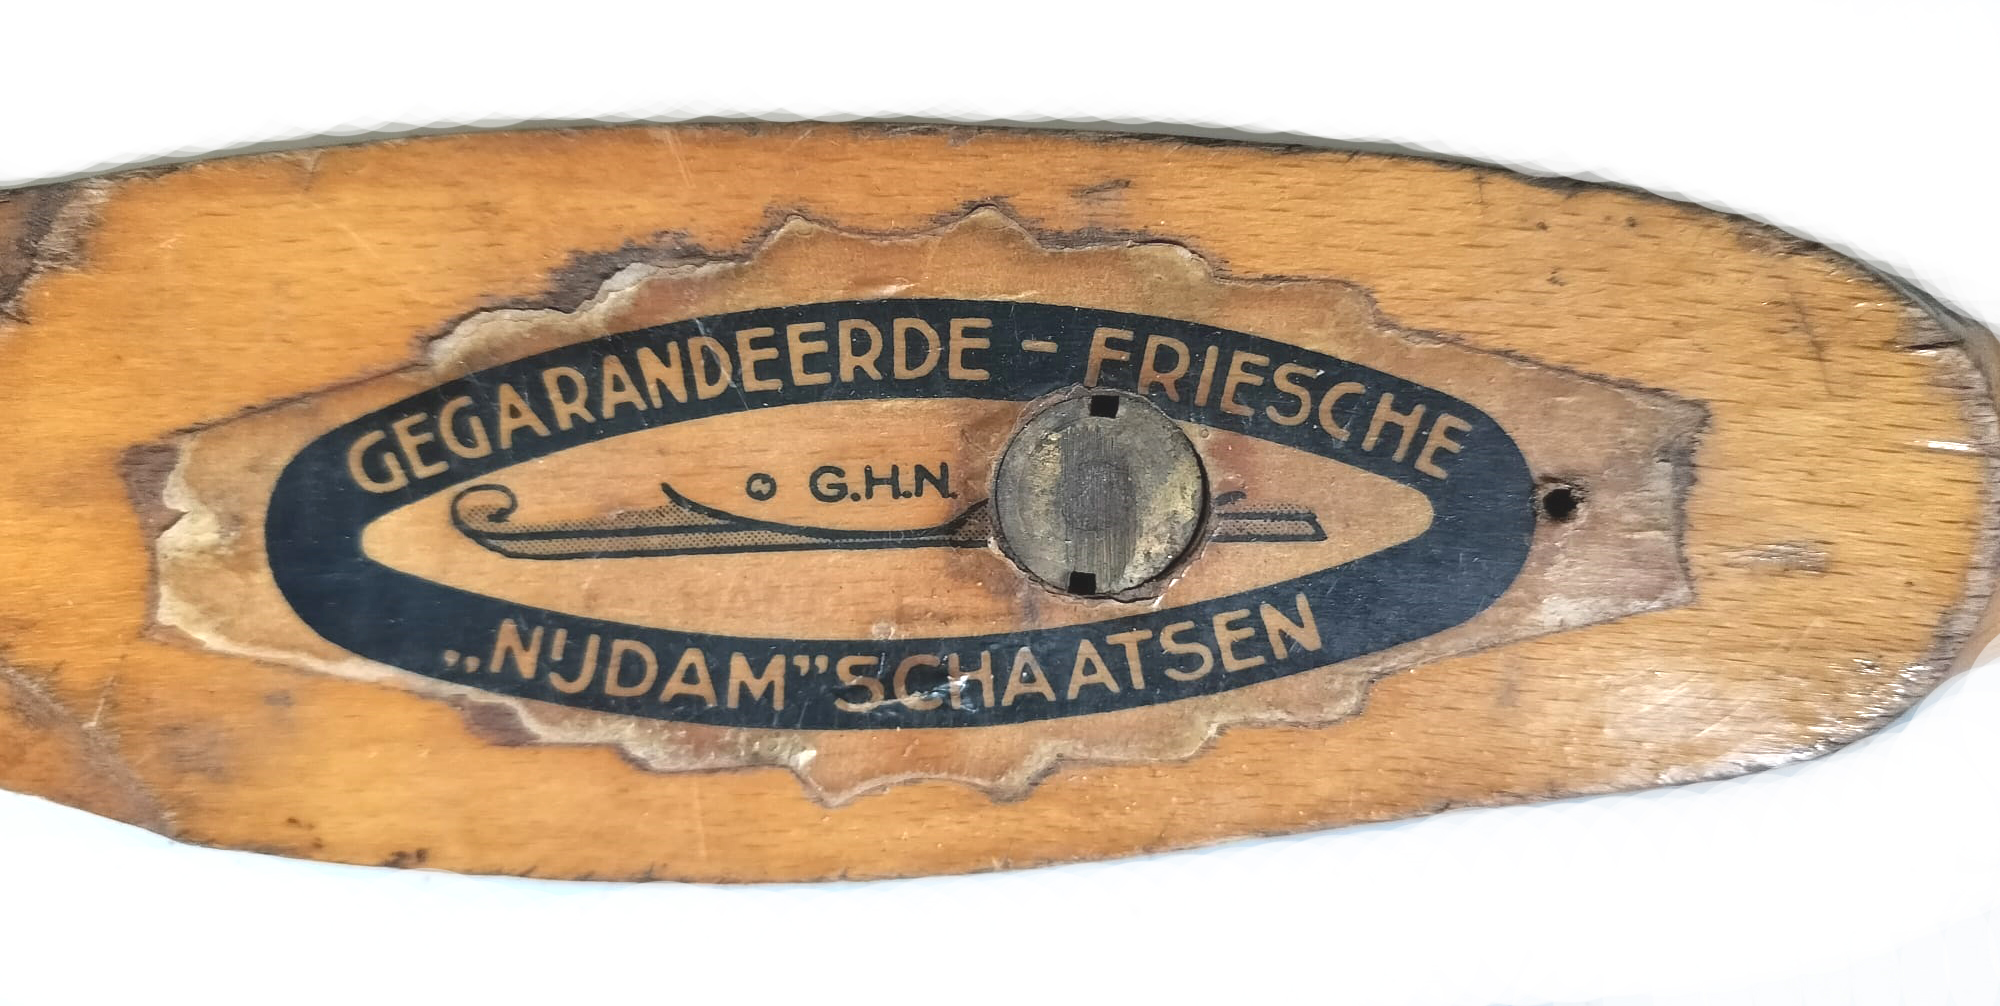 GEGARANDEERDE - FRIESCHE
G.H.N.
„NIJDAM” SCHAATSEN